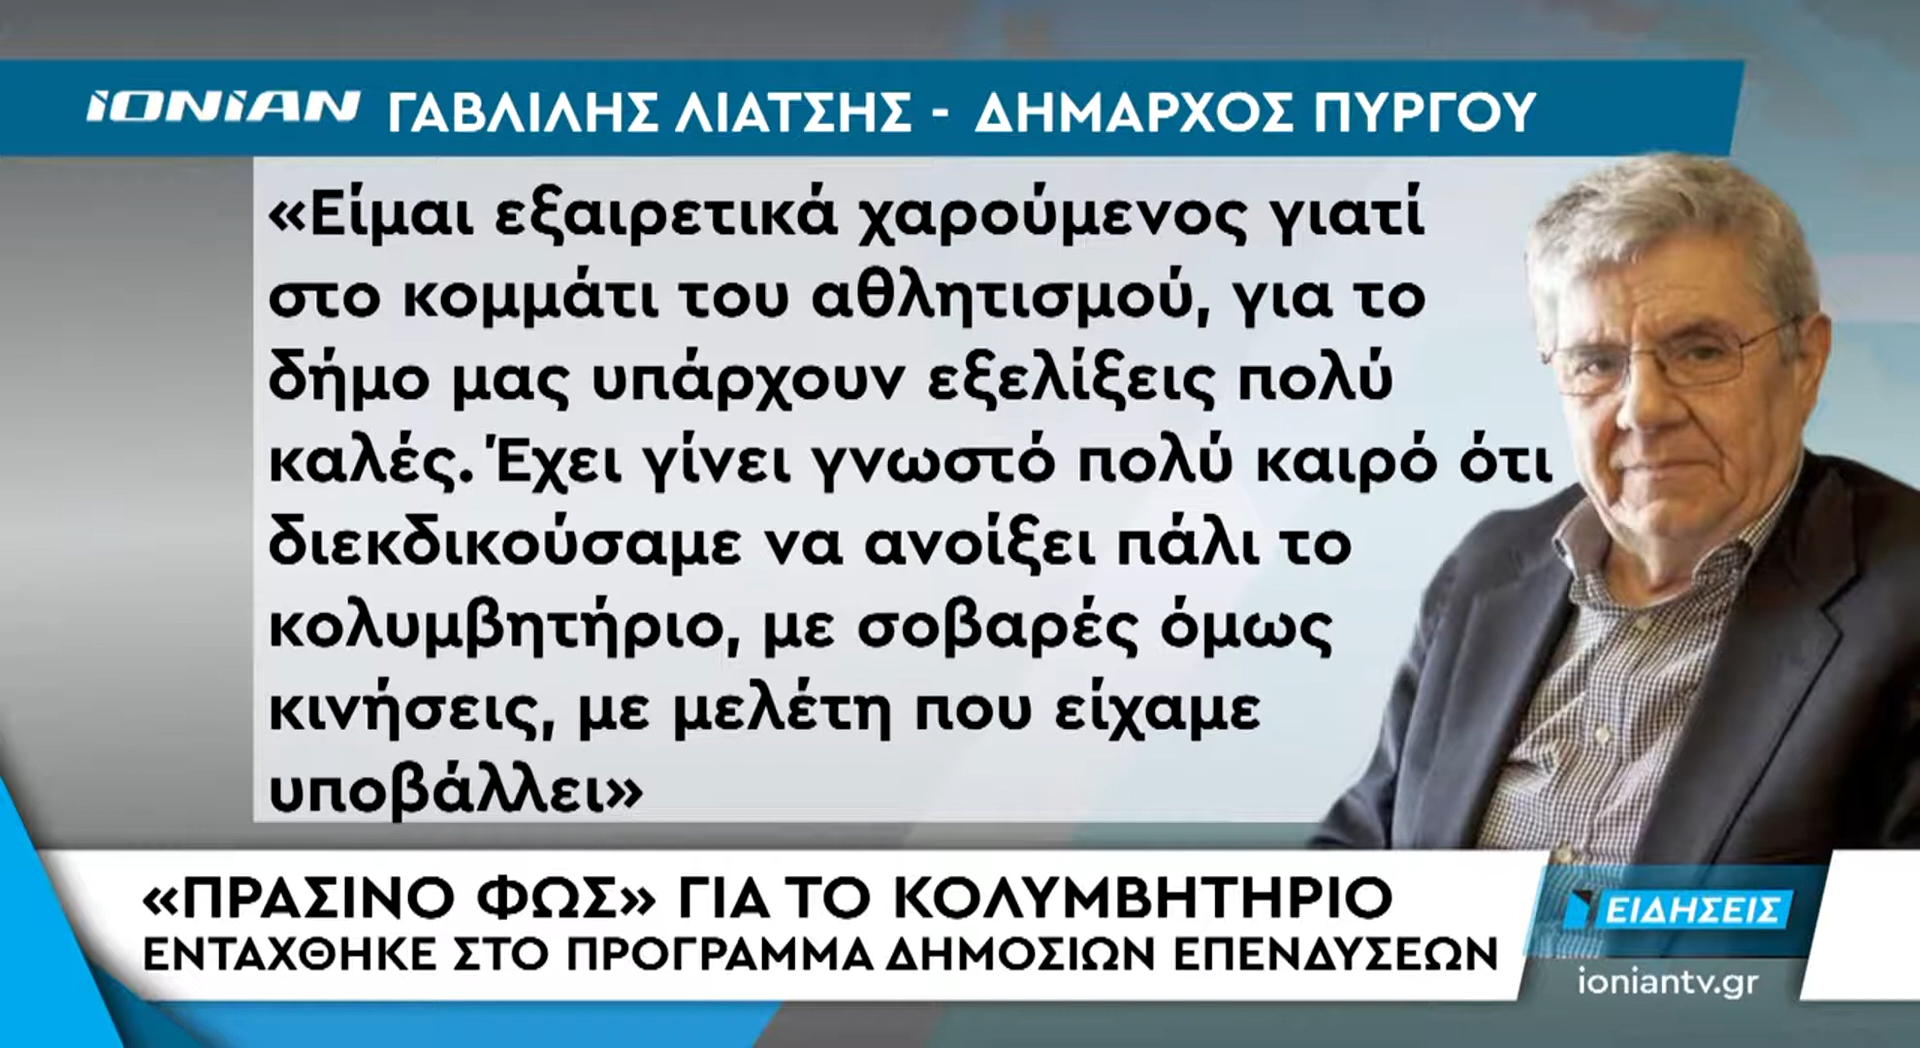 iONiAN ΓΑΒΛΙΛΗΣ ΛΙΑΤΣΗΣ - ΔΗΜΑΡΧΟΣ ΠΥΡΓΟΥ
«Είμαι εξαιρετικά χαρούμενος γιατί
στο κομμάτι του αθλητισμού, για το
δήμο μας υπάρχουν εξελίξεις πολύ
καλές. Έχει γίνει γνωστό πολύ καιρό ότι
διεκδικούσαμε να ανοίξει πάλι το
κολυμβητήριο, με σοβαρές όμως
κινήσεις, με μελέτη που είχαμε
υποβάλλει»
«ΠΡΑΣΙΝΟ ΦΩΣ» ΓΙΑ ΤΟ ΚΟΛΥΜΒΗΤΗΡΙΟ
ΕΝΤΑΧΘΗΚΕ ΣΤΟ ΠΡΟΓΡΑΜΜΑ ΔΗΜΟΣΙΩΝ ΕΠΕΝΔΥΣΕΩΝ
ΕΙΔΗΣΕΙΣ
ioniantv.gr